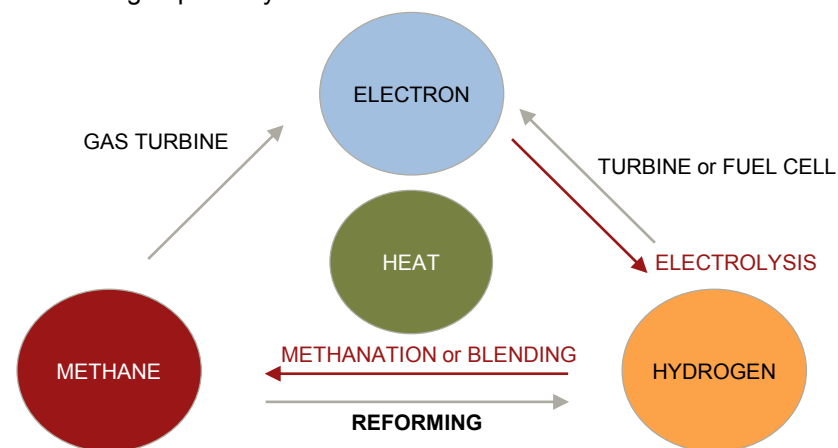 ELECTRON
GAS TURBINE
TURBINE or FUEL CELL
HEAT
ELECTROLYSIS
METHANATION or BLENDING
METHANE
HYDROGEN
REFORMING